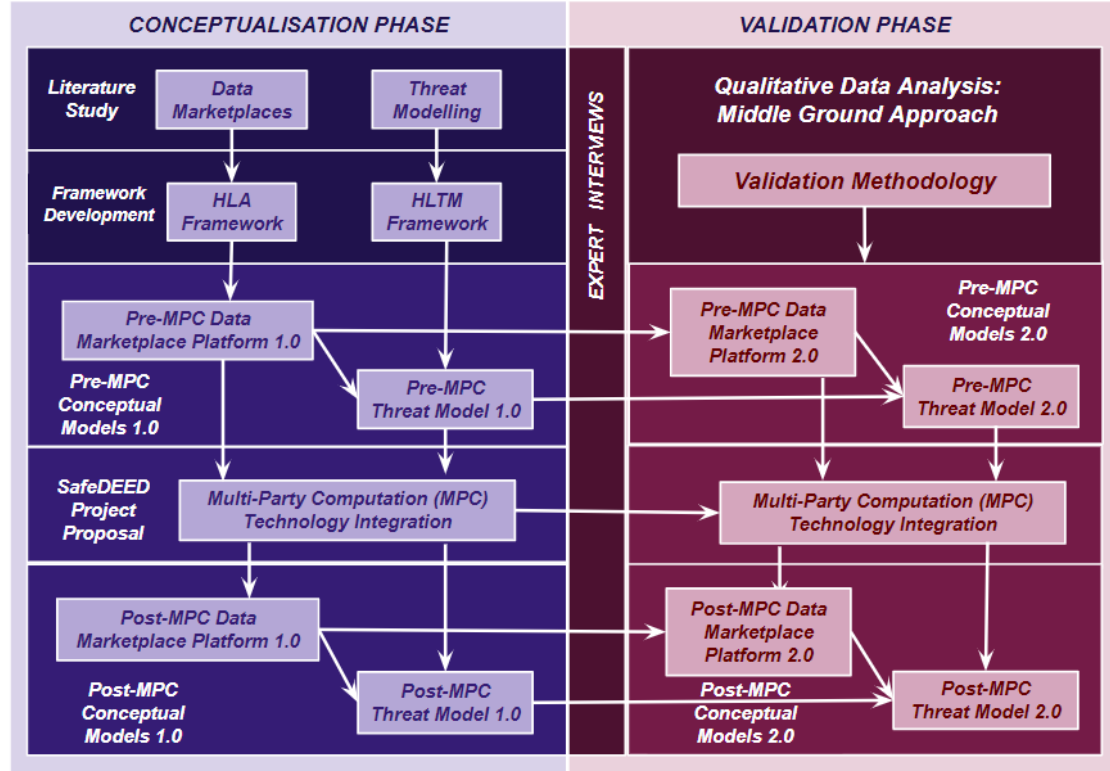 CONCEPTUALISATION PHASE
VALIDATION PHASE
Literature
Study
Data
Marketplaces
Threat
Modelling
Framework
Development
HLA
Framework
HLTM
Framework
Pre-MPC Data
Marketplace Platform 1.0
Pre-MPC
Conceptual
Models 1.0
Pre-MPC
Threat Model 1.0
SafeDEED
Project
Proposal
Multi-Party Computation (MPC)
Technology Integration
Post-MPC Data
Marketplace Platform 1.0
Post-MPC
Conceptual
Models 1.0
Post-MPC
Threat Model 1.0
EXPERT INTERVIEWS
Qualitative Data Analysis:
Middle Ground Approach
Validation Methodology
Pre-MPC Data
Marketplace
Platform 2.0
Pre-MPC
Conceptual
Models 2.0
Pre-MPC
Threat Model 2.0
Multi-Party Computation (MPC)
Technology Integration
Post-MPC Data
Marketplace
Platform 2.0
Post-MPC
Conceptual
Models 2.0
Post-MPC
Threat Model 2.0